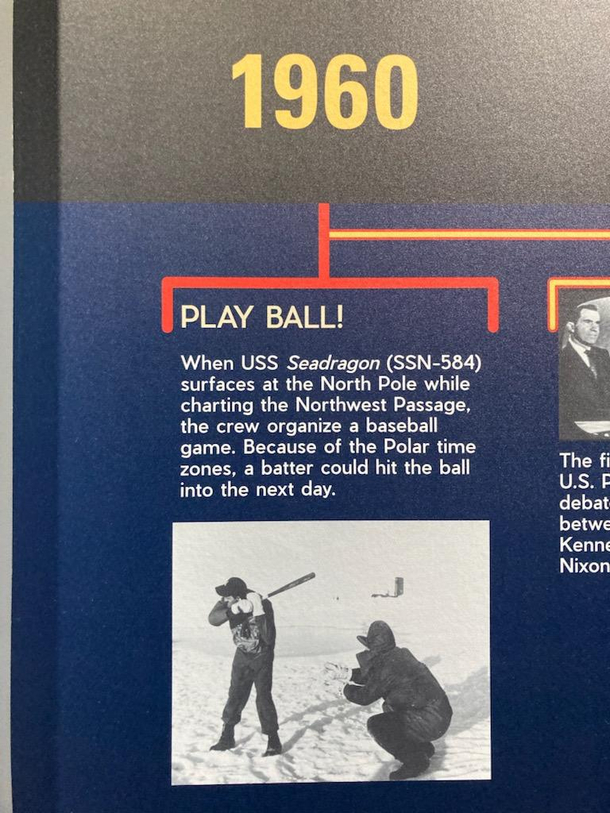 1960
PLAY BALL!
When USS Seadragon (SSN-584)
surfaces at the North Pole while
charting the Northwest Passage,
the crew organize a baseball
game. Because of the Polar time
zones, a batter could hit the ball
into the next day.
The fi
U.S. P
debat
betwe
Kenne
Nixon